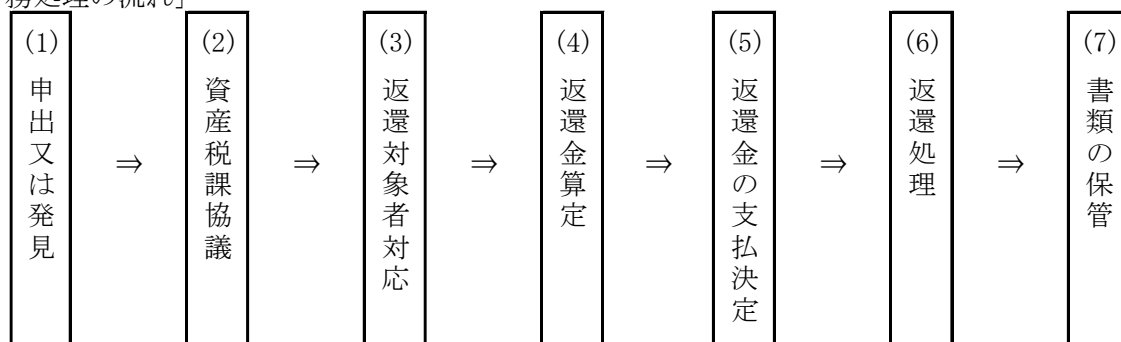 務処理の流れ」
(1)
申出又は発見
⇒
(2)
資産税課協議
⇒
(3)
返還対象者対応
⇒
(4)
返還金算定
⇒
(5)
返還金の支払決定
⇒
(6)
返還処理
⇒
(7)
書類の保管